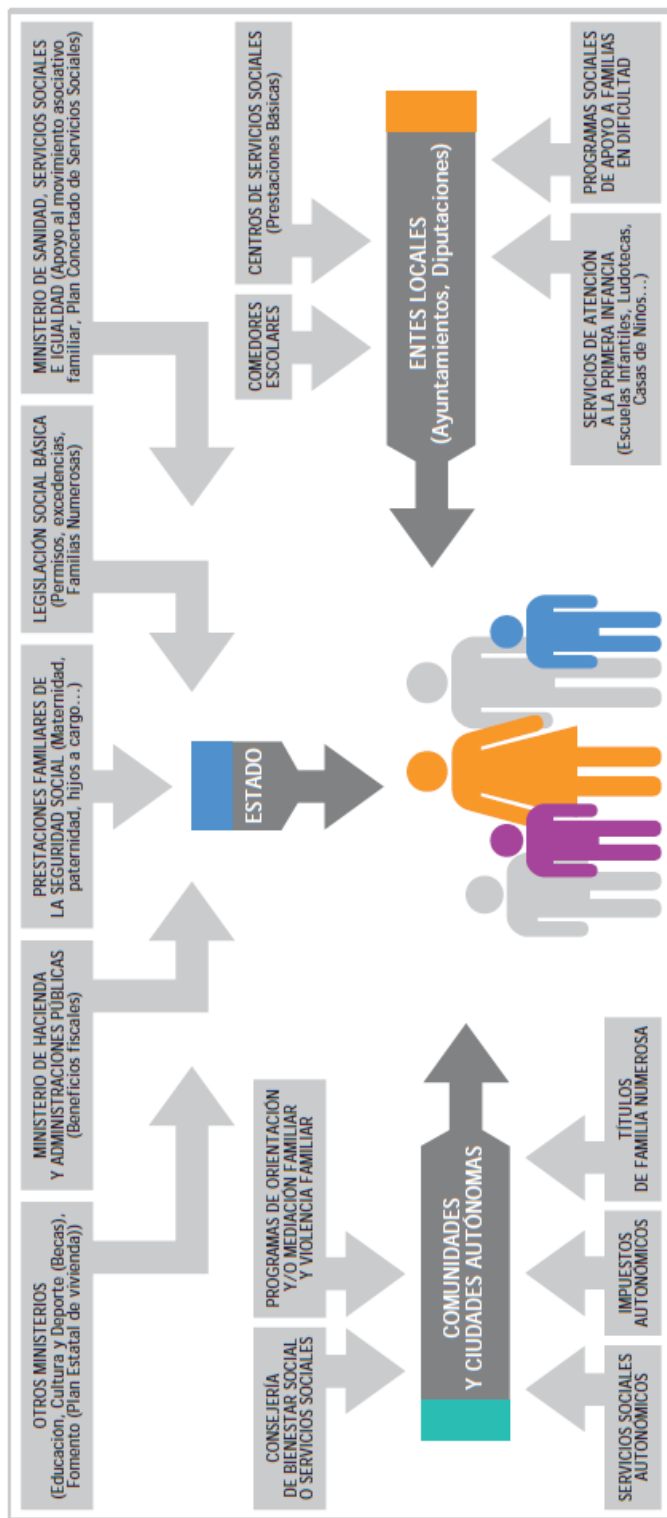 OTROS MINISTERIOS
(Educación, Cultura y Deporte (Becas),
Fomento (Plan Estatal de vivienda))
MINISTERIO DE HACIENDA
Y ADMINISTRACIONES PÚBLICAS
(Beneficios fiscales)
PRESTACIONES FAMILIARES DE
LA SEGURIDAD SOCIAL (Maternidad,
paternidad, hijos a cargo...)
LEGISLACIÓN SOCIAL BÁSICA
(Permisos, excedencias,
Familias Numerosas)
MINISTERIO DE SANIDAD, SERVICIOS SOCIALES
E IGUALDAD (Apoyo al movimiento asociativo
familiar, Plan Concertado de Servicios Sociales)
ESTADO
CONSEJERÍA
DE BIENESTAR SOCIAL
O SERVICIOS SOCIALES
PROGRAMAS DE ORIENTACIÓN
Y/O MEDIACIÓN FAMILIAR
Y VIOLENCIA FAMILIAR
COMUNIDADES
Y CIUDADES AUTÓNOMAS
SERVICIOS SOCIALES
AUTONÓMICOS
IMPUESTOS
AUTONÓMICOS
TÍTULOS
DE FAMILIA NUMEROSA
COMEDORES
ESCOLARES
CENTROS DE SERVICIOS SOCIALES
(Prestaciones Básicas)
ENTES LOCALES
(Ayuntamientos, Diputaciones)
SERVICIOS DE ATENCIÓN
A LA PRIMERA INFANCIA
(Escuelas Infantiles, Ludotecas,
Casas de Niños...)
PROGRAMAS SOCIALES
DE APOYO A FAMILIAS
EN DIFICULTAD